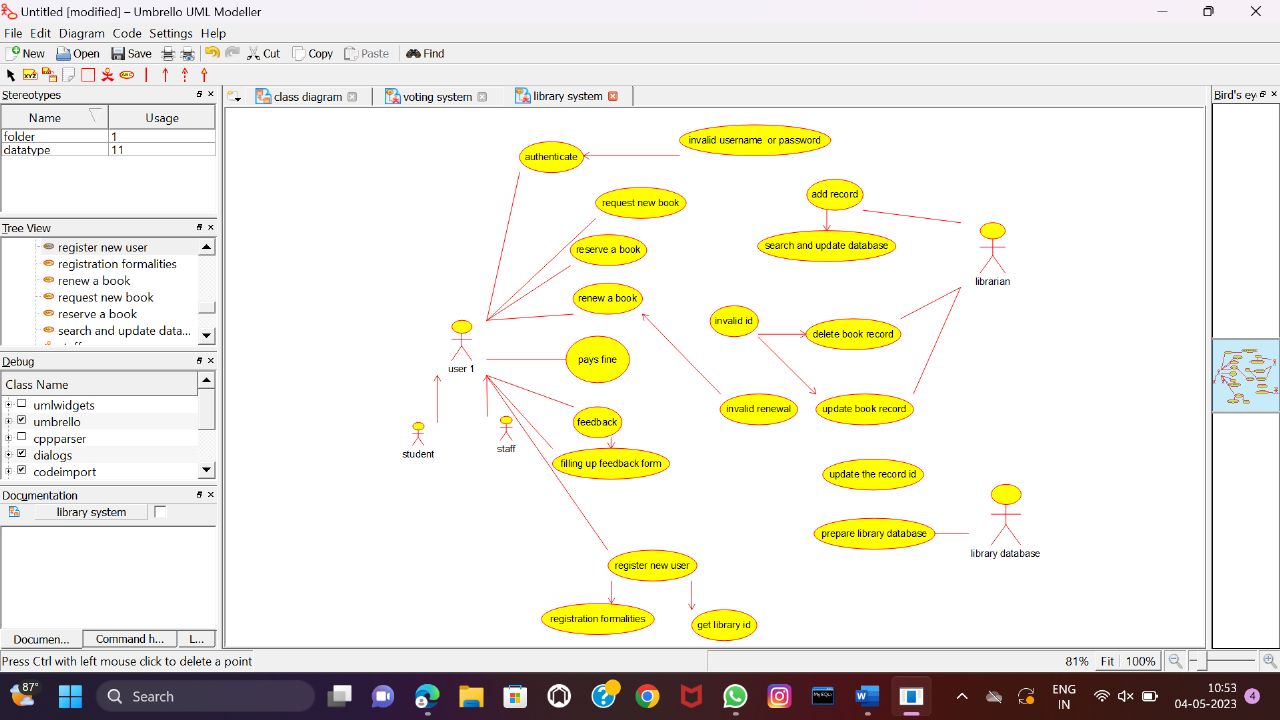 Untitled [modified] – Umbrello UML Modeller
File Edit Diagram Code Settings Help
New Open Save Cut Copy Paste Find
Stereotypes
Name Usage
folder 1
datatype 11
Tree View
register new user
registration formalities
renew a book
request new book
reserve a book
search and update data...
Debug
Class Name
umlwidgets
umbrello
cppparser
dialogs
codeimport
Documentation
library system
Documen... Command h... L...
class diagram voting system library system
Bird's ey
invalid username or password
authenticate
add record
request new book
search and update database
reserve a book
librarian
renew a book
invalid id
delete book record
user 1
pays fine
invalid renewal
update book record
feedback
student
staff
filling up feedback form
update the record id
prepare library database
library database
register new user
registration formalities
get library id
Press Ctrl with left mouse click to delete a point
81% Fit 100%
87°
Search
MySQL
ENG
IN
10:53
04-05-2023
4